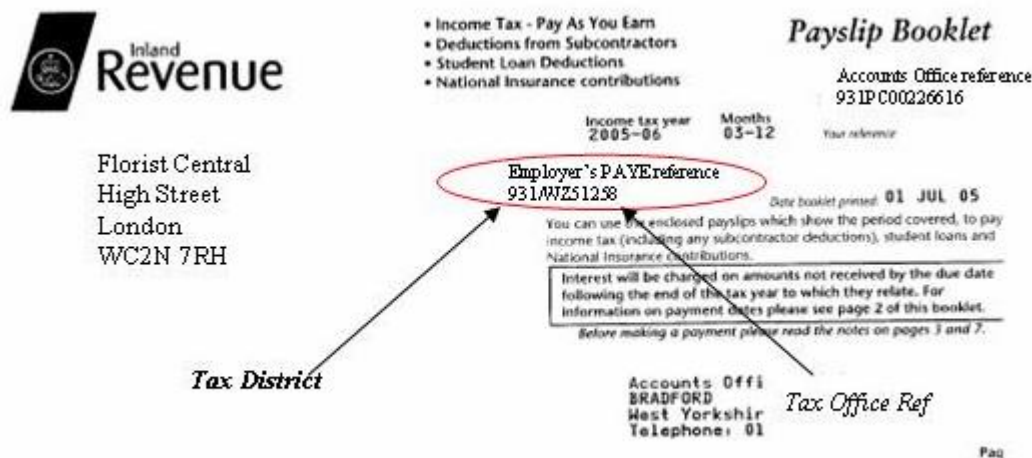 Inland
Revenue
• Income Tax - Pay As You Earn
• Deductions from Subcontractors
• Student Loan Deductions
• National Insurance contributions
Payslip Booklet
Accounts Office reference
931PC00226616
Income tax year
2005-06
Months
03-12
Your reference
Florist Central
High Street
London
WC2N 7RH
Employer's PAYE reference
931/WZ51258
Date booklet printed: 01 JUL 05
You can use the enclosed payslips which show the period covered, to pay
income tax (including any subcontractor deductions), student loans and
National Insurance contributions.
Interest will be charged on amounts not received by the due date
following the end of the tax year to which they relate. For
information on payment dates please see page 2 of this booklet.
Before making a payment please read the notes on pages 3 and 7.
Tax District
Accounts Offi
BRADFORD
West Yorkshir
Telephone: 01
Tax Office Ref
Pag